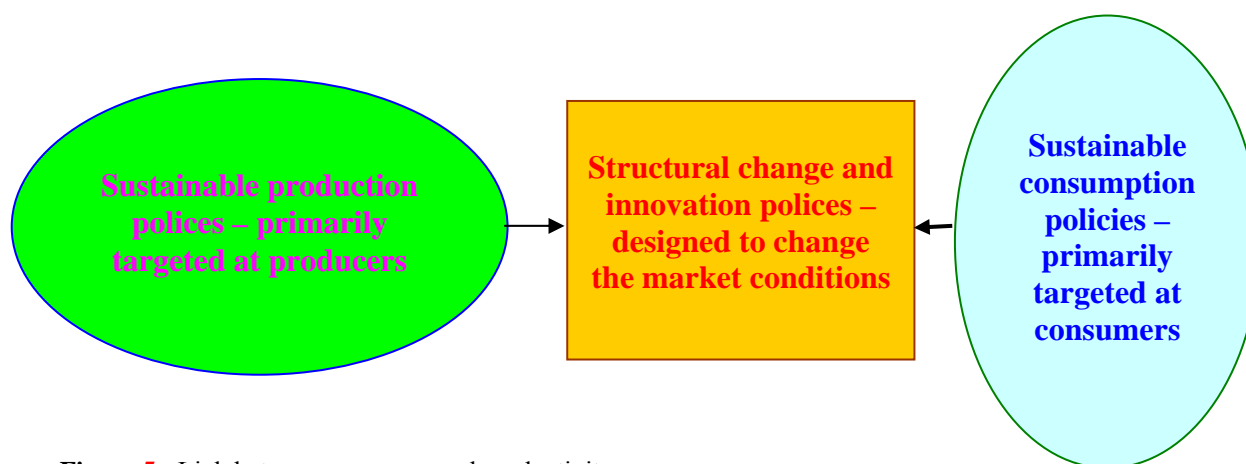 Sustainable production
polices – primarily
targeted at producers
Structural change and
innovation polices –
designed to change
the market conditions
Sustainable
consumption
policies –
primarily
targeted at
consumers